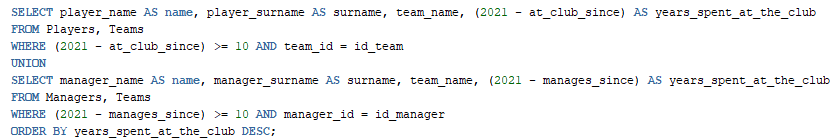 SELECT player_name AS name, player_surname AS surname, team_name, (2021 - at_club_since) AS years_spent_at_the_club
FROM Players, Teams
WHERE (2021 - at_club_since) >= 10 AND team_id = id_team
UNION
SELECT manager_name AS name, manager_surname AS surname, team_name, (2021 - manages_since) AS years_spent_at_the_club
FROM Managers, Teams
WHERE (2021 - manages_since) >= 10 AND manager_id = id_manager
ORDER BY years_spent_at_the_club DESC;